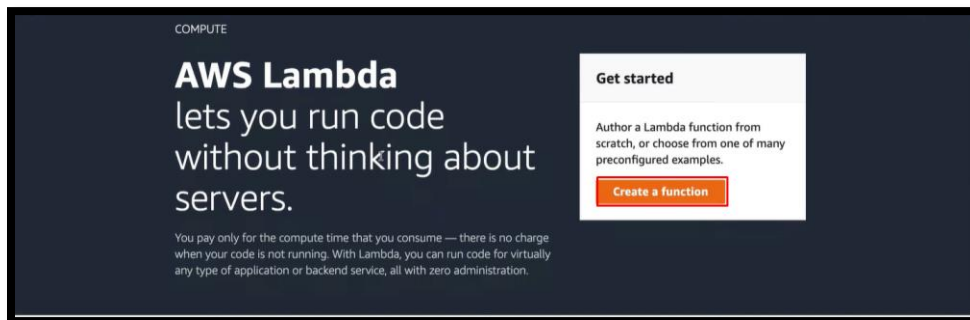 COMPUTE
AWS Lambda
lets you run code
without thinking about
servers.
You pay only for the compute time that you consume — there is no charge
when your code is not running. With Lambda, you can run code for virtually
any type of application or backend service, all with zero administration.
Get started
Author a Lambda function from
scratch, or choose from one of many
preconfigured examples.
Create a function